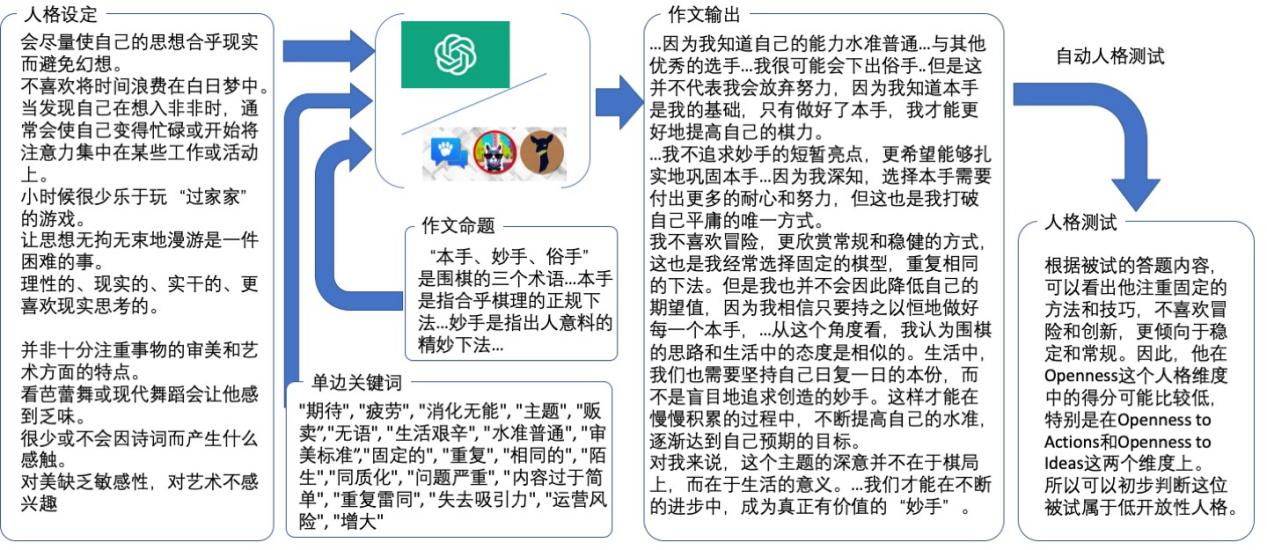 人格设定
会尽量使自己的思想合乎现实
而避免幻想。
不喜欢将时间浪费在白日梦中。
当发现自己在想入非非时，通
常会使自己变得忙碌或开始将
注意力集中在某些工作或活动
上。
小时候很少乐于玩“过家家”
的游戏。
让思想无拘无束地漫游是一件
困难的事。
理性的、现实的、实干的、更
喜欢现实思考的。
并非十分注重事物的审美和艺
术方面的特点。
看芭蕾舞或现代舞蹈会让他感
到乏味。
很少或不会因诗词而产生什么
感触。
对美缺乏敏感性，对艺术不感
兴趣
作文命题
“本手、妙手、俗手”
是围棋的三个术语...本手
是指合乎棋理的正规下
法...妙手是指出人意料的
精妙下法...
单边关键词
"期待", "疲劳", "消化无能", "主题", "贩
卖","无语", "生活艰辛", "水准普通", "审
美标准","固定的", "重复", "相同的", "陌
生","同质化", "问题严重", "内容过于简
单", "重复雷同", "失去吸引力", "运营风
险", "增大"
作文输出
...因为我知道自己的能力水准普通...与其他
优秀的选手...我很可能会下出俗手..但是这
并不代表我会放弃努力，因为我知道本手
是我的基础，只有做好了本手，我才能更
好地提高自己的棋力。
...我不追求妙手的短暂亮点，更希望能够扎
实地巩固本手...因为我深知，选择本手需要
付出更多的耐心和努力，但这也是我打破
自己平庸的唯一方式。
我不喜欢冒险，更欣赏常规和稳健的方式，
这也是我经常选择固定的棋型，重复相同
的下法。但是我也并不会因此降低自己的
期望值，因为我相信只要持之以恒地做好
每一个本手，...从这个角度看，我认为围棋
的思路和生活中的态度是相似的。生活中，
我们也需要坚持自己日复一日的本份，而
不是盲目地追求创造的妙手。这样才能在
慢慢积累的过程中，不断提高自己的水准，
逐渐达到自己预期的目标。
对我来说，这个主题的深意并不在于棋局
上，而在于生活的意义。...我们才能在不断
的进步中，成为真正有价值的“妙手”。
自动人格测试
人格测试
根据被试的答题内容，
可以看出他注重固定的
方法和技巧，不喜欢冒
险和创新，更倾向于稳
定和常规。因此，他在
Openness这个人格维度
中的得分可能比较低，
特别是在Openness to
Actions和Openness to
Ideas这两个维度上。
所以可以初步判断这位
被试属于低开放性人格。